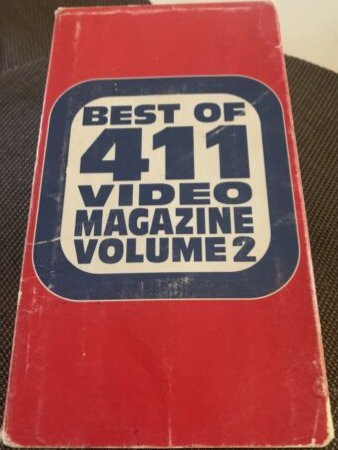 BEST OF
411
VIDEO
MAGAZINE
VOLUME 2